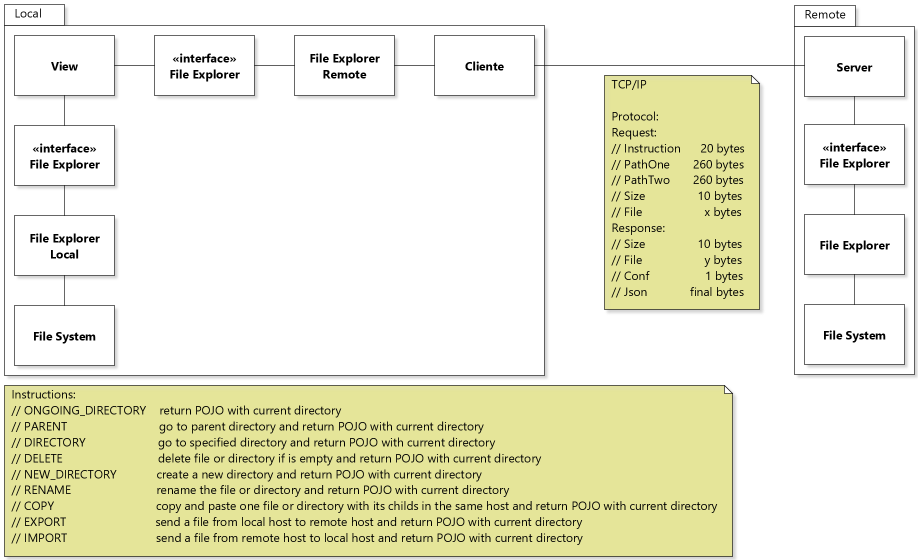 Local
Remote
View
«interface»
File Explorer
File Explorer
Remote
Cliente
Server
«interface»
File Explorer
File Explorer
Local
File System
TCP/IP
Protocol:
Request:
// Instruction 20 bytes
// PathOne 260 bytes
// PathTwo 260 bytes
// Size 10 bytes
// File x bytes
Response:
// Size 10 bytes
// File y bytes
// Conf 1 bytes
// Json final bytes
«interface»
File Explorer
File Explorer
File System
Instructions:
// ONGOING_DIRECTORY return POJO with current directory
// PARENT go to parent directory and return POJO with current directory
// DIRECTORY go to specified directory and return POJO with current directory
// DELETE delete file or directory if is empty and return POJO with current directory
// NEW_DIRECTORY create a new directory and return POJO with current directory
// RENAME rename the file or directory and return POJO with current directory
// COPY copy and paste one file or directory with its childs in the same host and return POJO with current directory
// EXPORT send a file from local host to remote host and return POJO with current directory
// IMPORT send a file from remote host to local host and return POJO with current directory